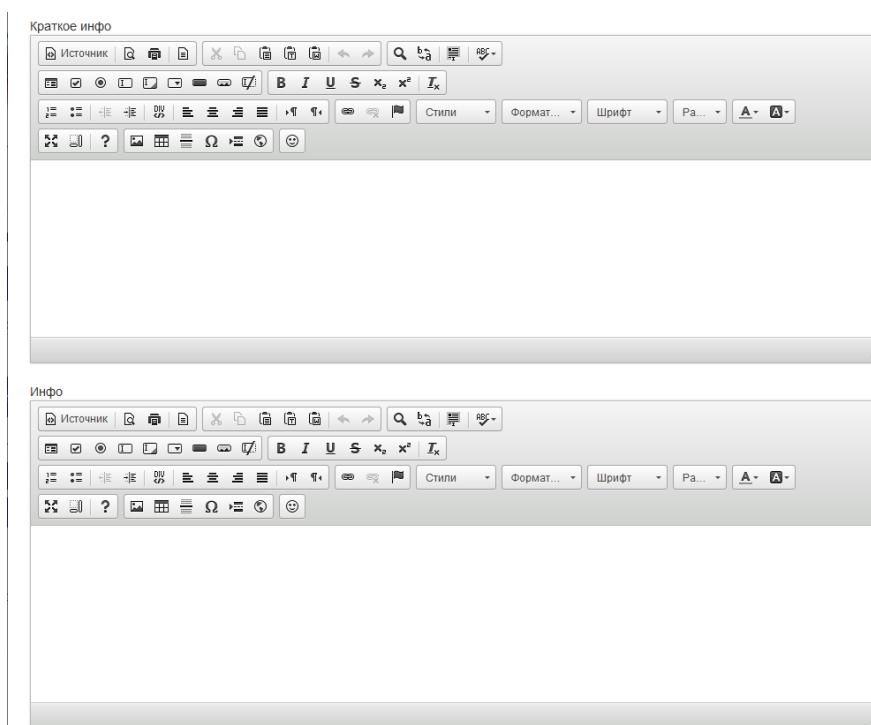 Краткое инфо
Источник
Стили Формат... Шрифт Ра...
Инфо
Источник
Стили Формат... Шрифт Ра...